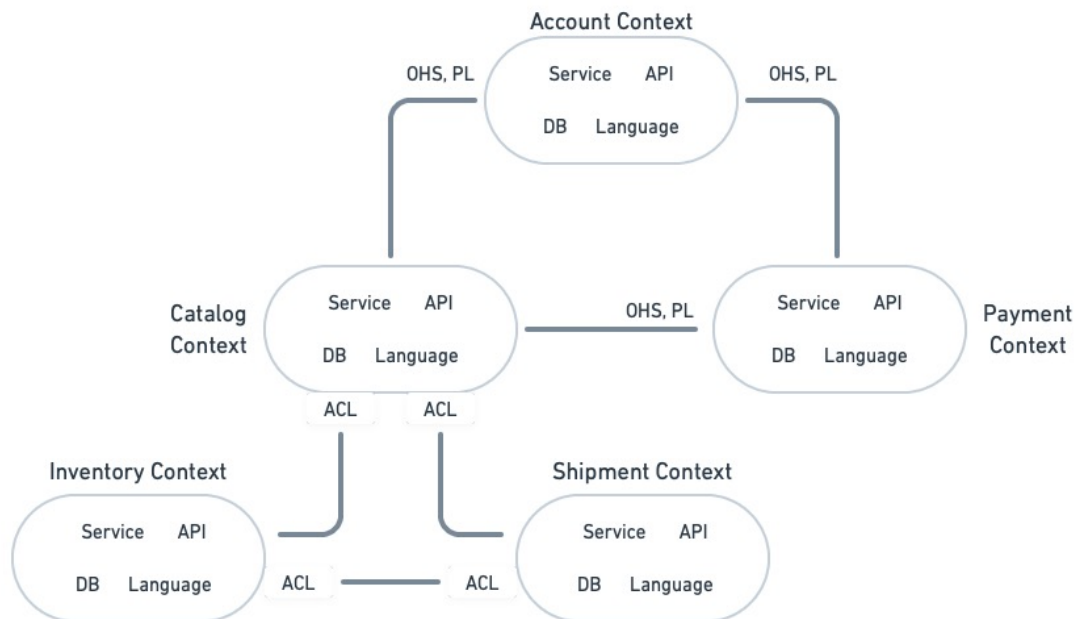 Account Context
OHS, PL
Service API
OHS, PL
DB Language
Catalog
Context
Service API
DB Language
OHS, PL
Service API
DB Language
Payment
Context
ACL ACL
Inventory Context
Service API
DB Language
ACL
ACL
Shipment Context
Service API
DB Language